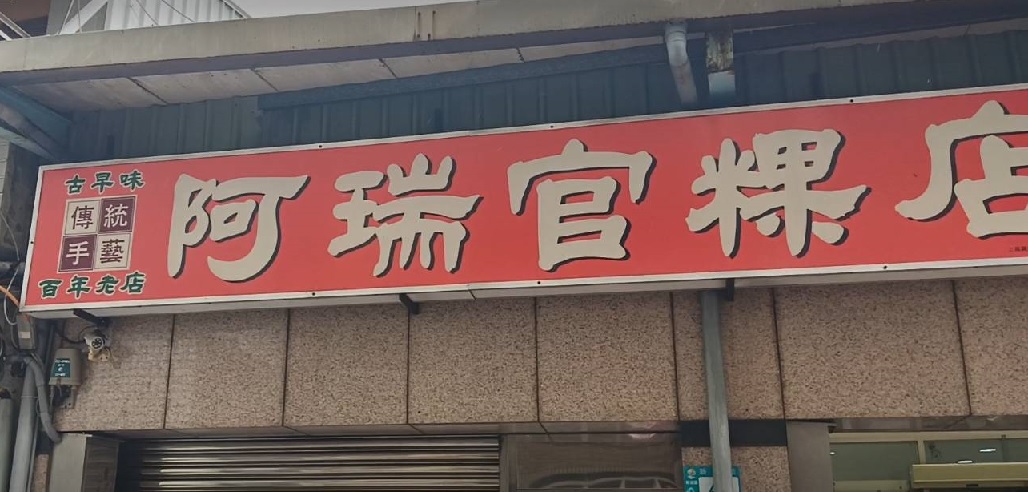 古早味
傳統
手藝
百年老店
阿瑞官粿店